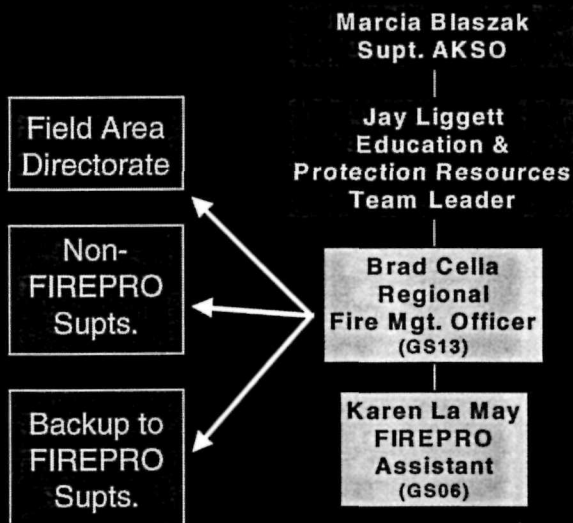 Marcia Blaszak
Supt. AKSO
Jay Liggett
Education &
Protection Resources
Team Leader
Field Area
Directorate
Non-
FIREPRO
Supts.
Brad Cella
Regional
Fire Mgt. Officer
(GS13)
Backup to
FIREPRO
Supts.
Karen La May
FIREPRO
Assistant
(GS06)